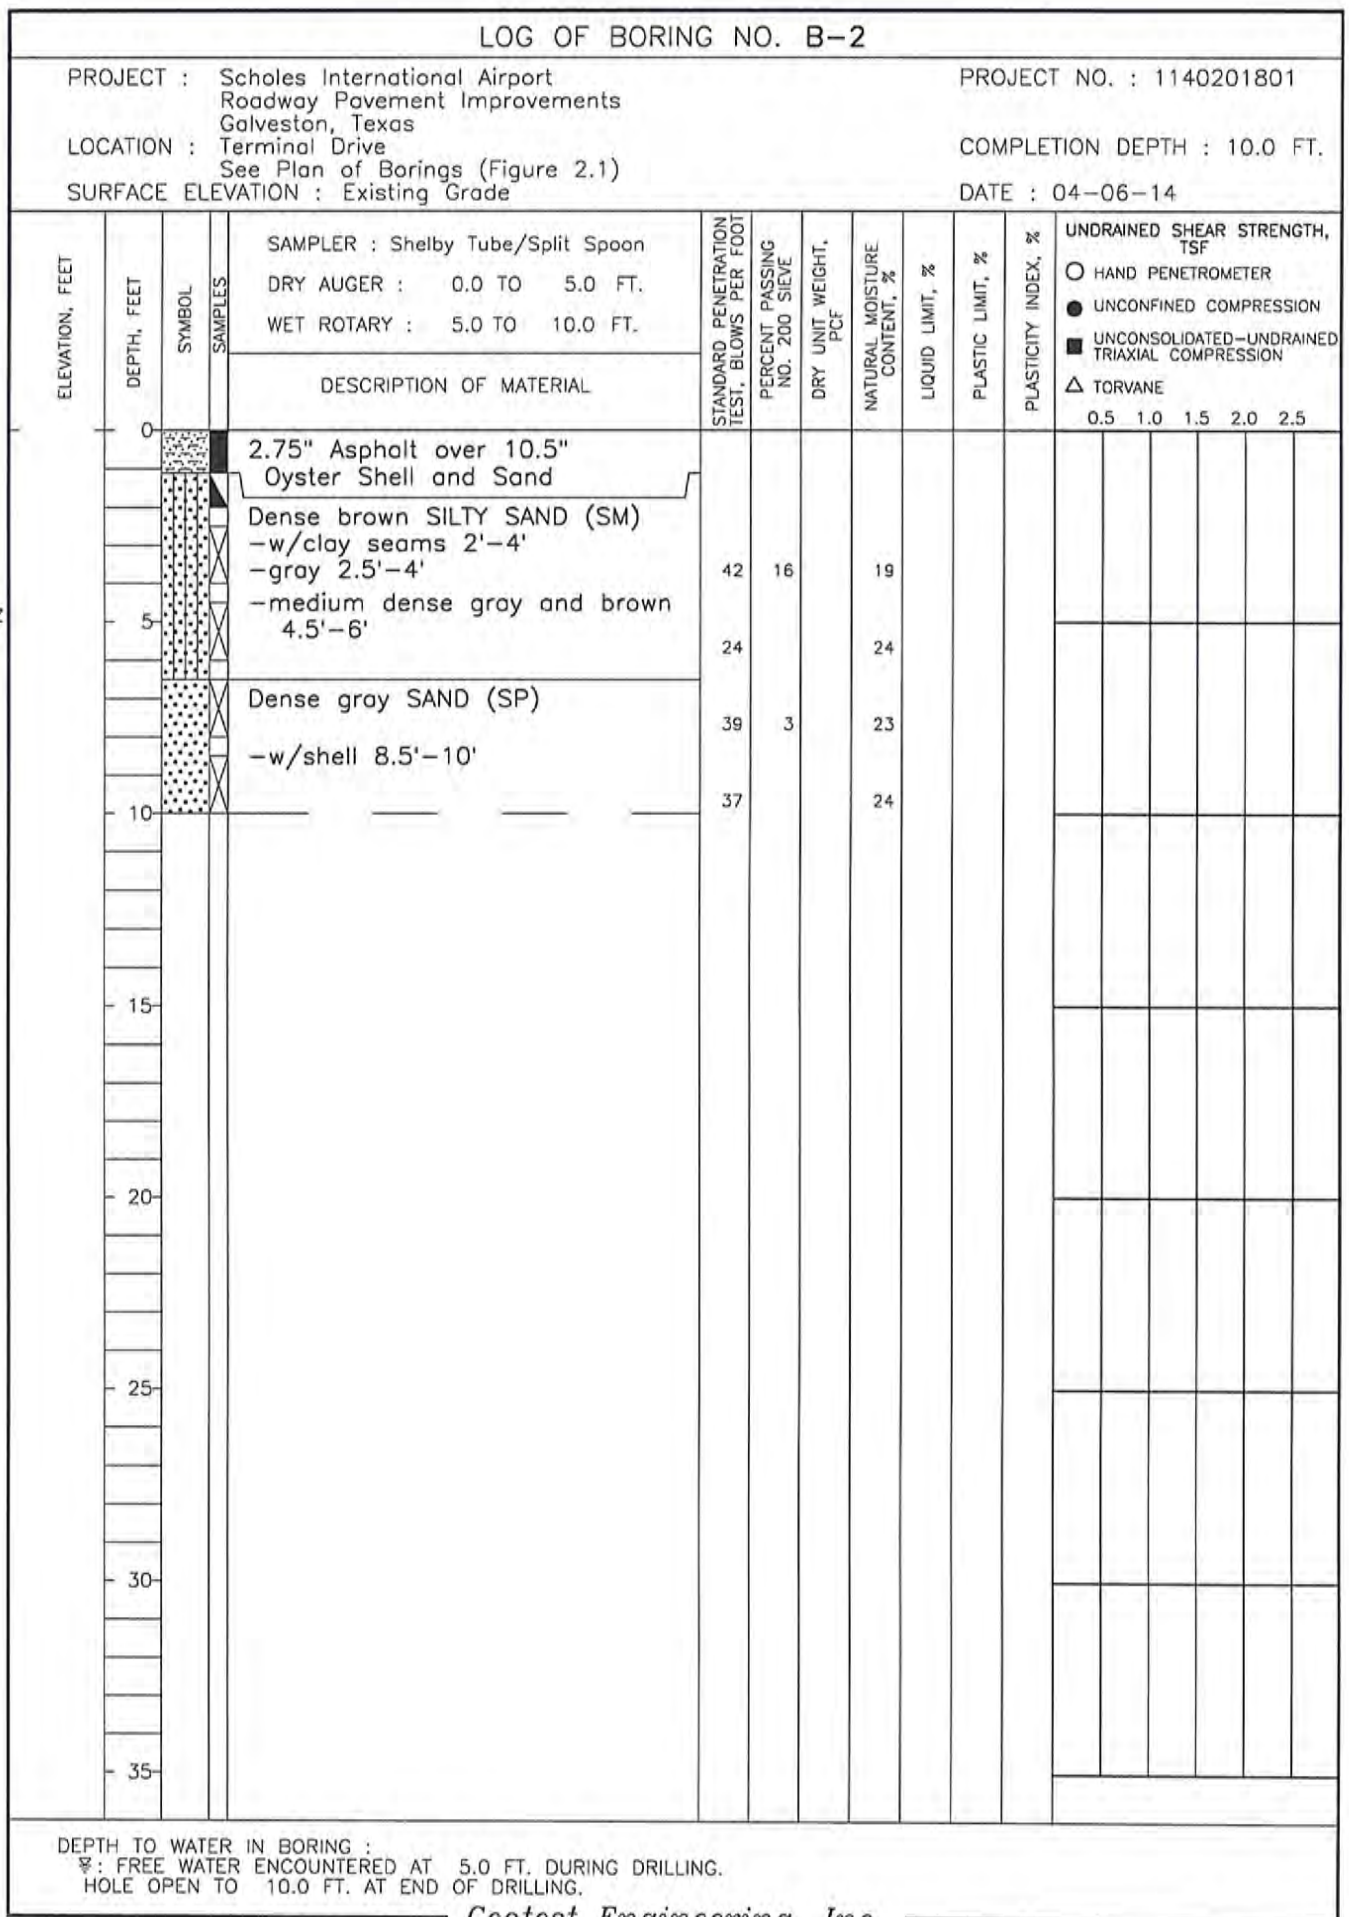 LOG OF BORING NO. B-2
PROJECT : Scholes International Airport
Roadway Pavement Improvements
Galveston, Texas
PROJECT NO. : 1140201801
LOCATION : Terminal Drive
See Plan of Borings (Figure 2.1)
COMPLETION DEPTH : 10.0 FT.
SURFACE ELEVATION : Existing Grade
DATE : 04-06-14
ELEVATION, FEET
DEPTH, FEET
SYMBOL
SAMPLES
SAMPLER : Shelby Tube/Split Spoon
DRY AUGER : 0.0 TO 5.0 FT.
WET ROTARY : 5.0 TO 10.0 FT.
DESCRIPTION OF MATERIAL
STANDARD PENETRATION
TEST, BLOWS PER FOOT
PERCENT PASSING
NO. 200 SIEVE
DRY UNIT WEIGHT,
PCF
NATURAL MOISTURE
CONTENT, %
LIQUID LIMIT, %
PLASTIC LIMIT, %
PLASTICITY INDEX, %
UNDRAINED SHEAR STRENGTH,
TSF
HAND PENETROMETER
UNCONFINED COMPRESSION
UNCONSOLIDATED-UNDRAINED
TRIAXIAL COMPRESSION
TORVANE
0.5 1.0 1.5 2.0 2.5
0
2.75" Asphalt over 10.5"
Oyster Shell and Sand
Dense brown SILTY SAND (SM)
-w/clay seams 2'-4'
-gray 2.5'-4'
42 16 19
-medium dense gray and brown
4.5'-6'
5
24 24
Dense gray SAND (SP)
39 3 23
-w/shell 8.5'-10'
37 24
10
15
20
25
30
35
DEPTH TO WATER IN BORING :
: FREE WATER ENCOUNTERED AT 5.0 FT. DURING DRILLING.
HOLE OPEN TO 10.0 FT. AT END OF DRILLING.
Geotest Engineering, Inc.